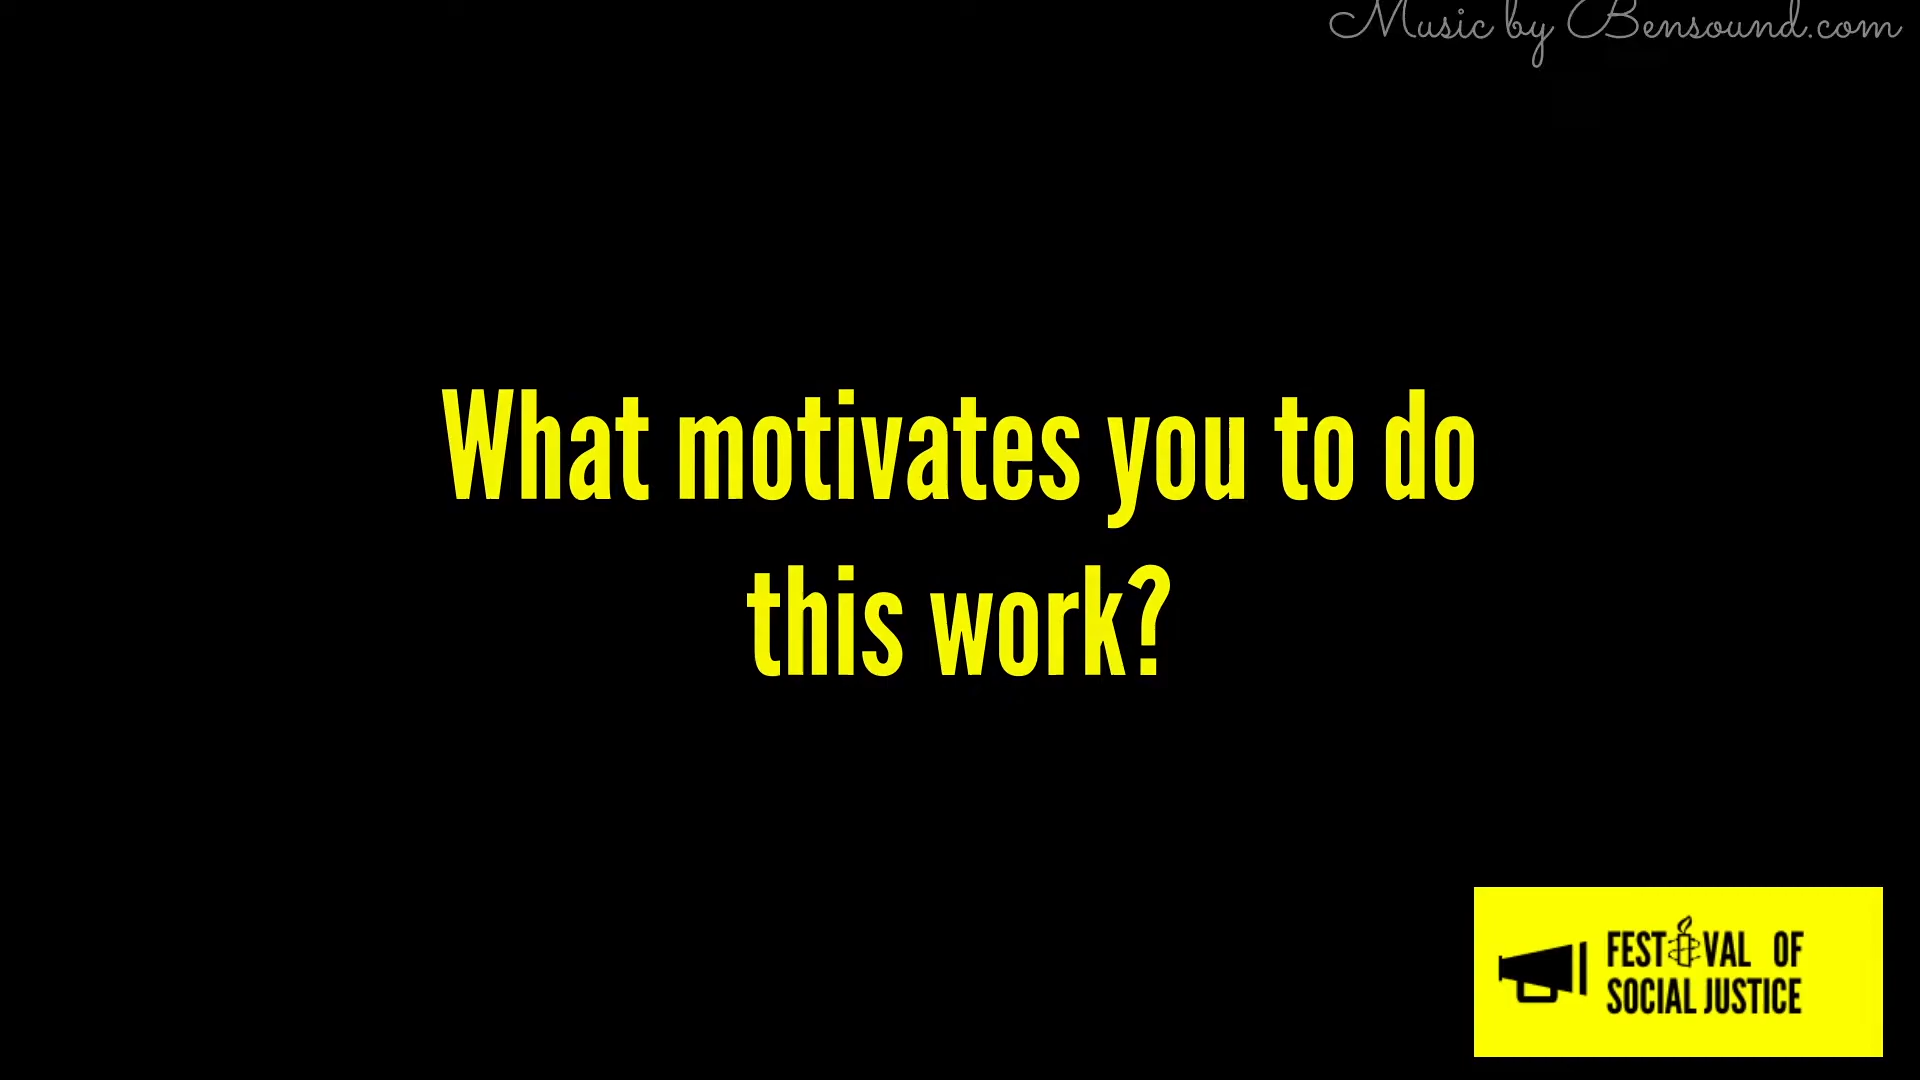 Music by Bensound.com
What motivates you to do
this work?
FESTIVAL OF
SOCIAL JUSTICE